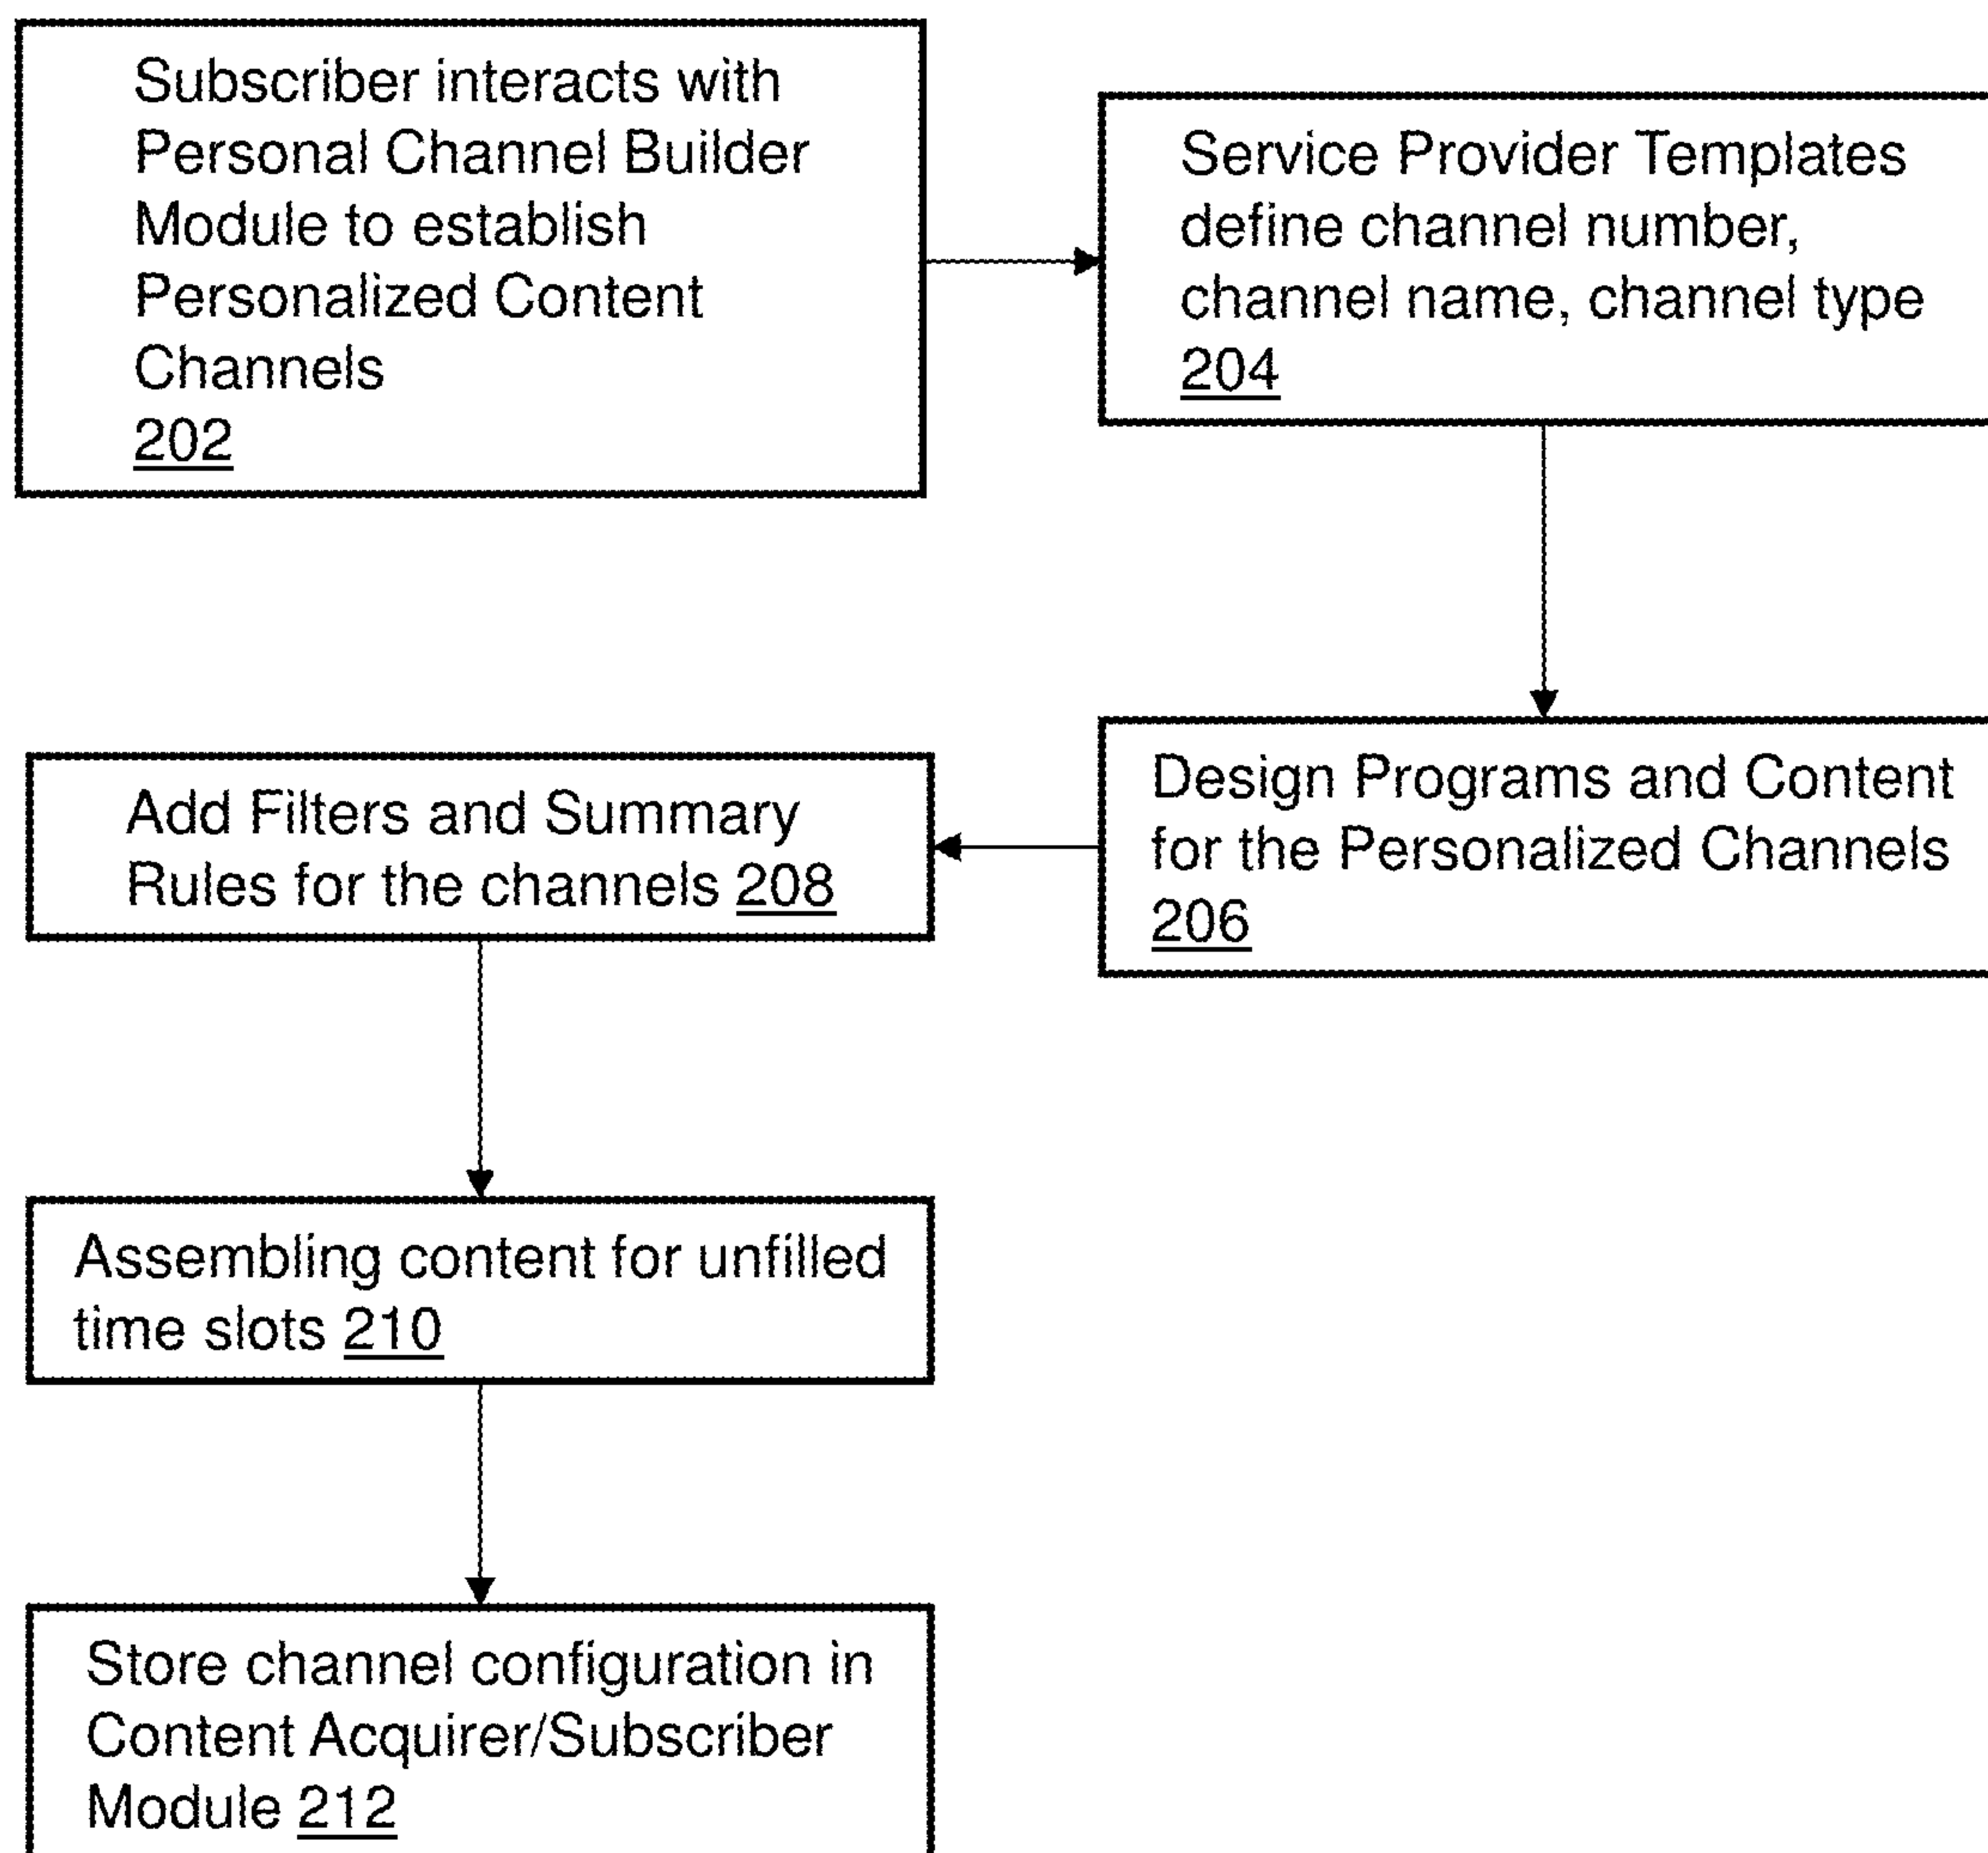 Subscriber interacts with
Personal Channel Builder
Module to establish
Personalized Content
Channels
202
Service Provider Templates
define channel number,
channel name, channel type
204
Design Programs and Content
for the Personalized Channels
206
Add Filters and Summary
Rules for the channels 208
Assembling content for unfilled
time slots 210
Store channel configuration in
Content Acquirer/Subscriber
Module 212